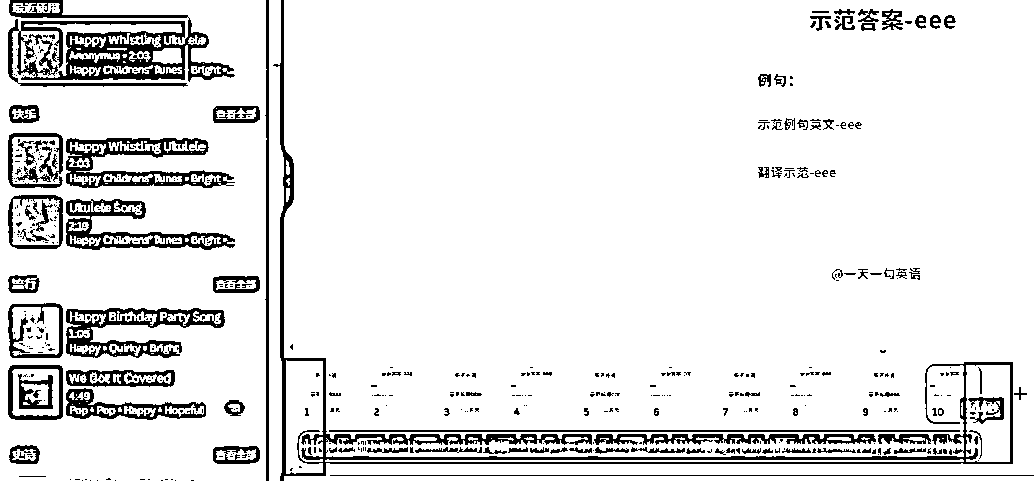 最近使用
Happy Whistling Ukulele
Anonymus • 2:03
Happy Childrens' Tunes • Bright •...
快乐
查看全部
Happy Whistling Ukulele
2:03
Happy Childrens' Tunes • Bright •...
Ukulele Song
2:19
Happy Childrens' Tunes • Bright •...
旅行
查看全部
Happy Birthday Party Song
1:05
Happy • Quirky • Bright
We Got It Covered
4:49
Pop • Pop • Happy • Hopeful
史诗
查看全部
示范答案-eee
例句：
示范例句英文-eee
翻译示范-eee
@一天一句英语
1
2
3
4
5
6
7
8
9
10